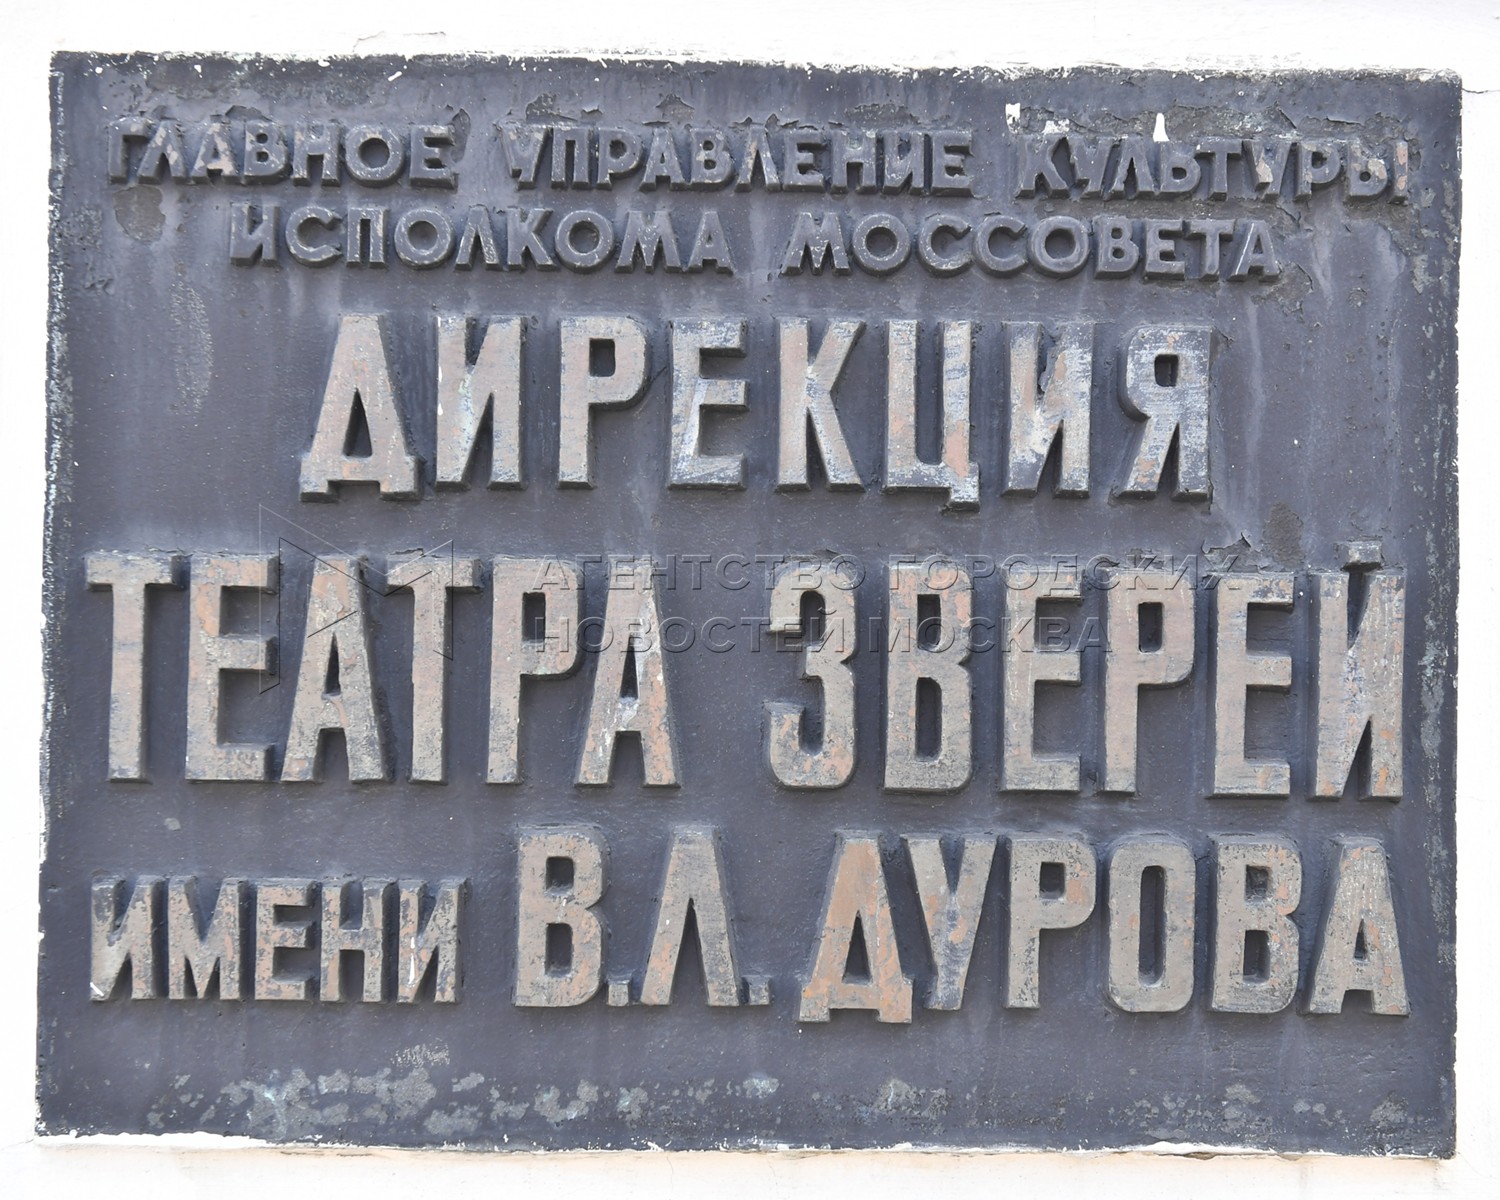 ГЛАВНОЕ УПРАВЛЕНИЕ КУЛЬТУРЫ
ИСПОЛКОМА МОССОВЕТА
ДИРЕКЦИЯ
ТЕАТРА ЗВЕРЕЙ
ИМЕНИ В.Л. ДУРОВА
АГЕНТСТВО ГОРОДСКИХ
НОВОСТЕЙ МОСКВА